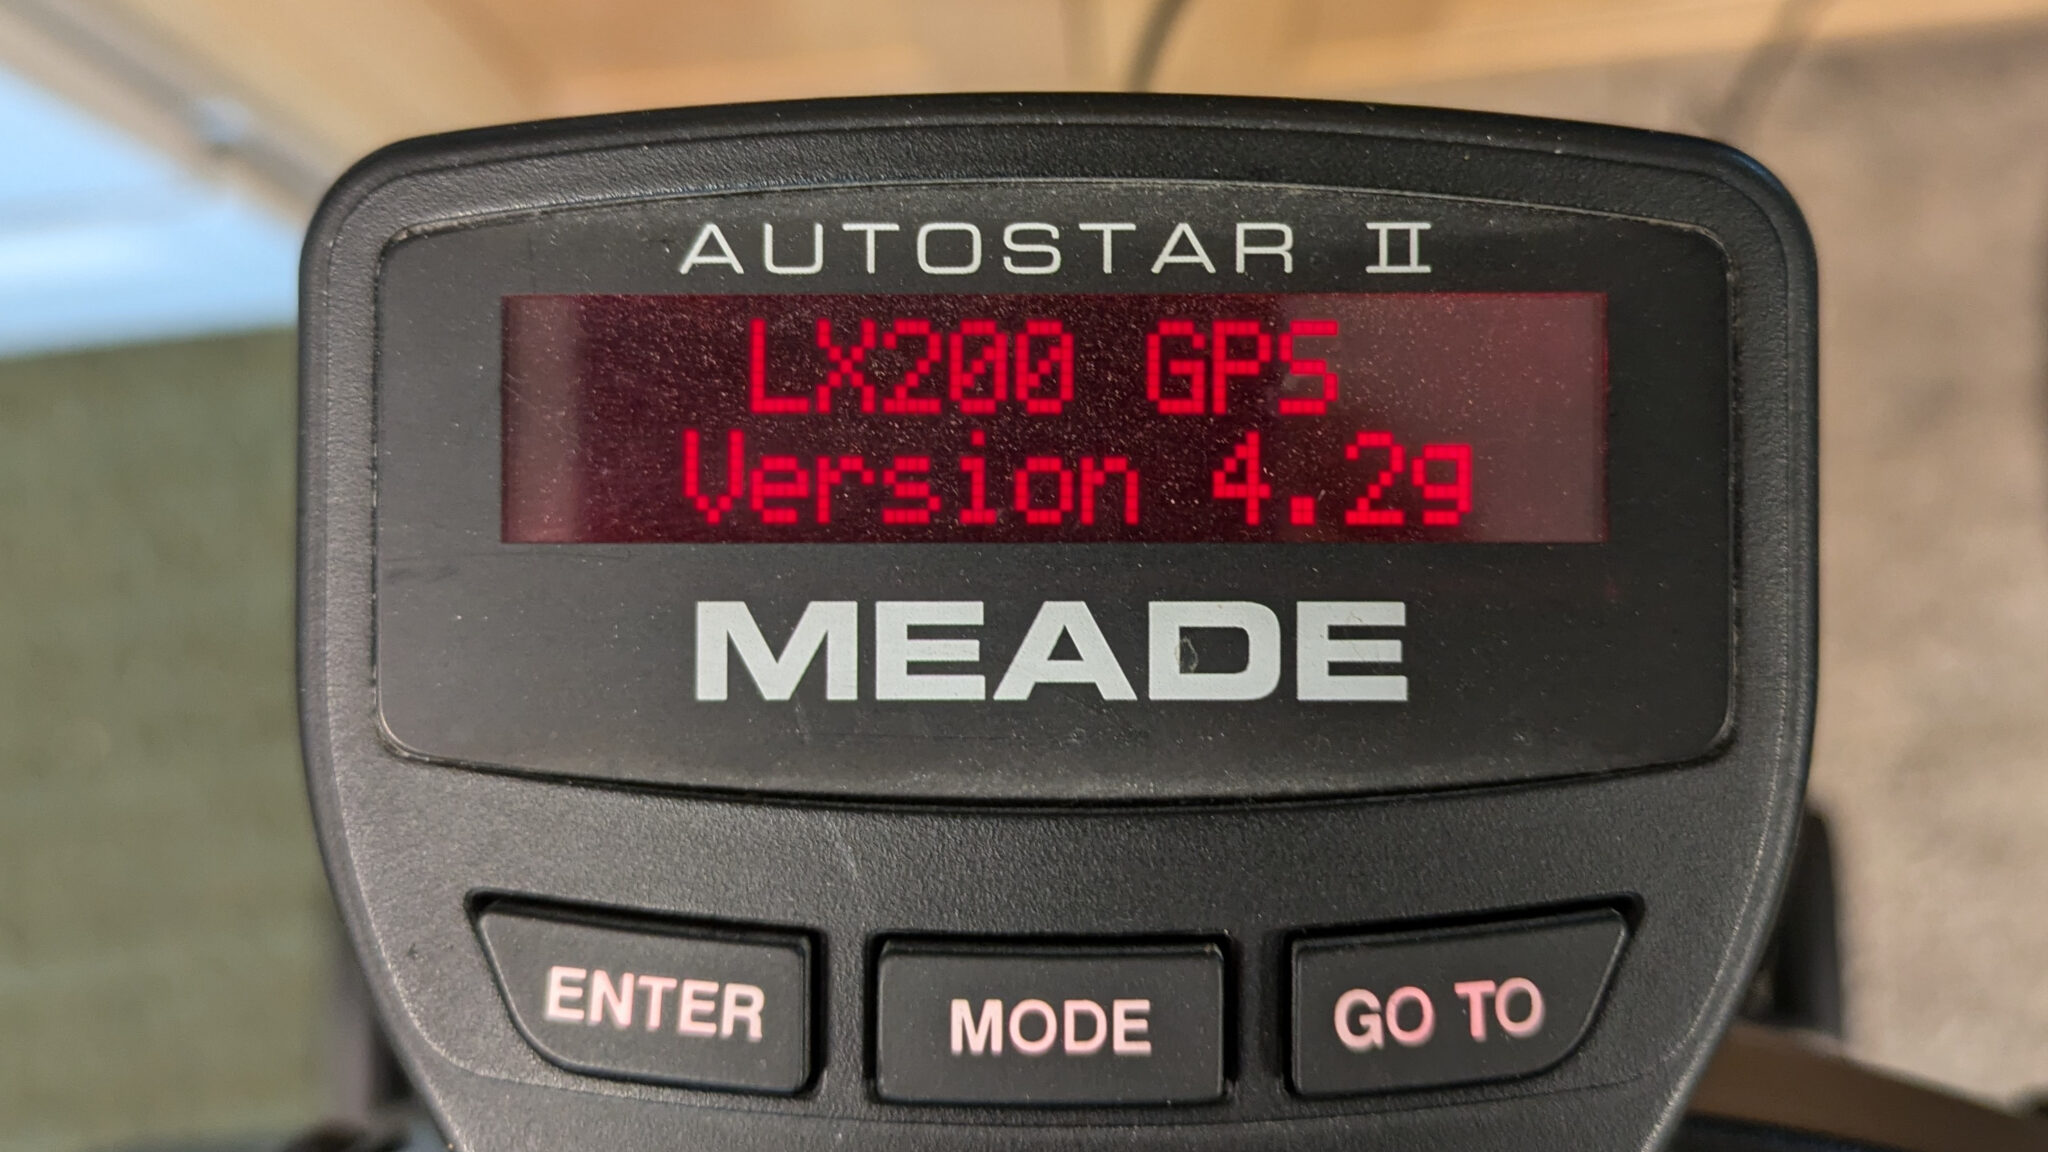 AUTOSTAR II
LX200 GPS
Version 4.2g
MEADE
ENTER
MODE
GO TO